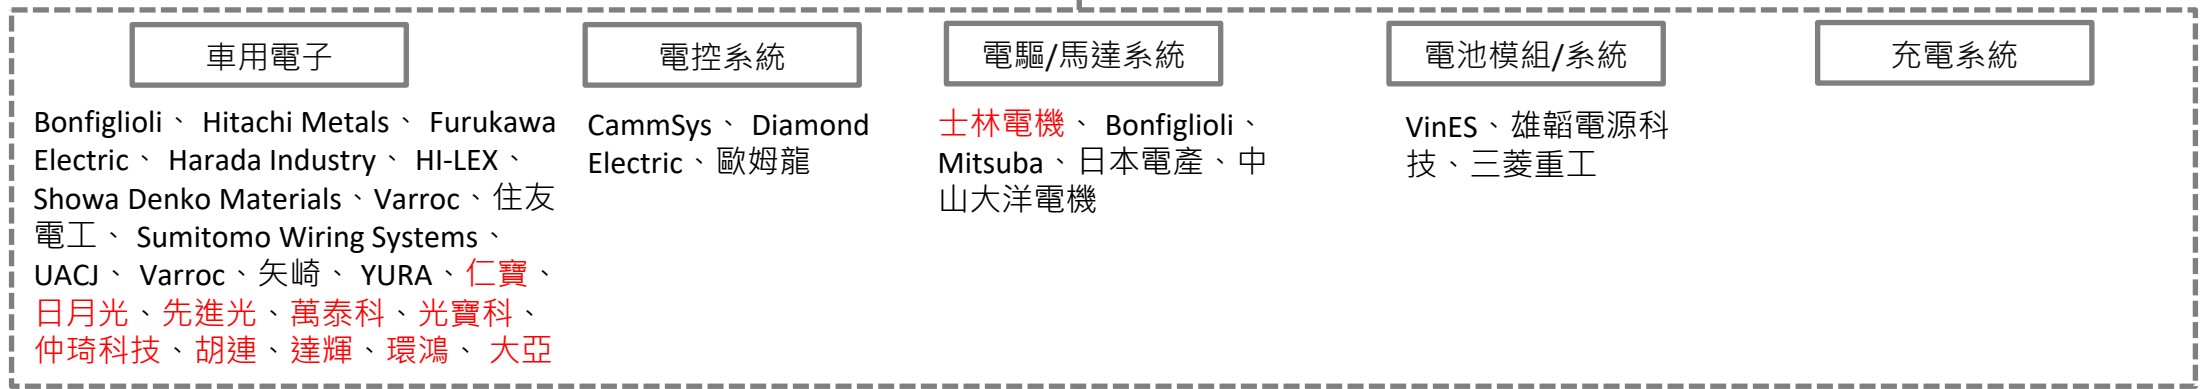 車用電子
Bonfiglioli、 Hitachi Metals、 Furukawa
Electric、 Harada Industry、 HI-LEX、
Showa Denko Materials、Varroc、住友
電工、 Sumitomo Wiring Systems、
UACJ、 Varroc、矢崎、 YURA、仁寶、
日月光、先進光、萬泰科、光寶科、
仲琦科技、胡連、達輝、環鴻、 大亞
電控系統
CammSys、 Diamond
Electric、歐姆龍
電驅/馬達系統
士林電機、 Bonfiglioli、
Mitsuba、日本電產、中
山大洋電機
電池模組/系統
VinES、雄韜電源科
技、三菱重工
充電系統